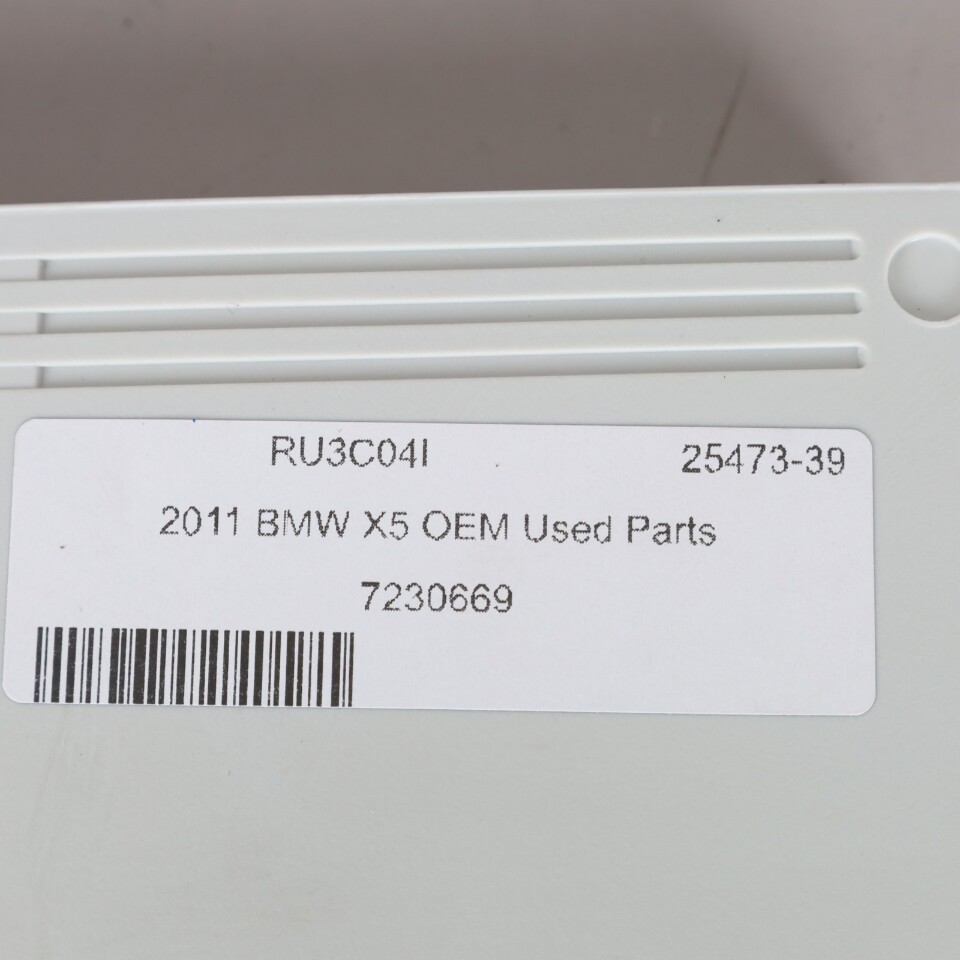 RU3C04I 25473-39
2011 BMW X5 OEM Used Parts
7230669